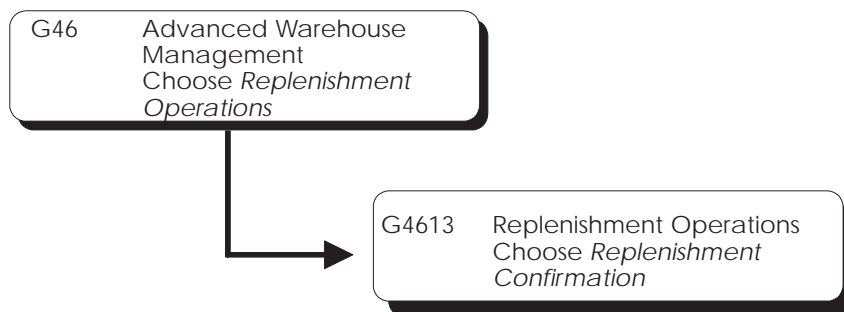 G46 Advanced Warehouse
Management
Choose Replenishment
Operations
G4613 Replenishment Operations
Choose Replenishment
Confirmation